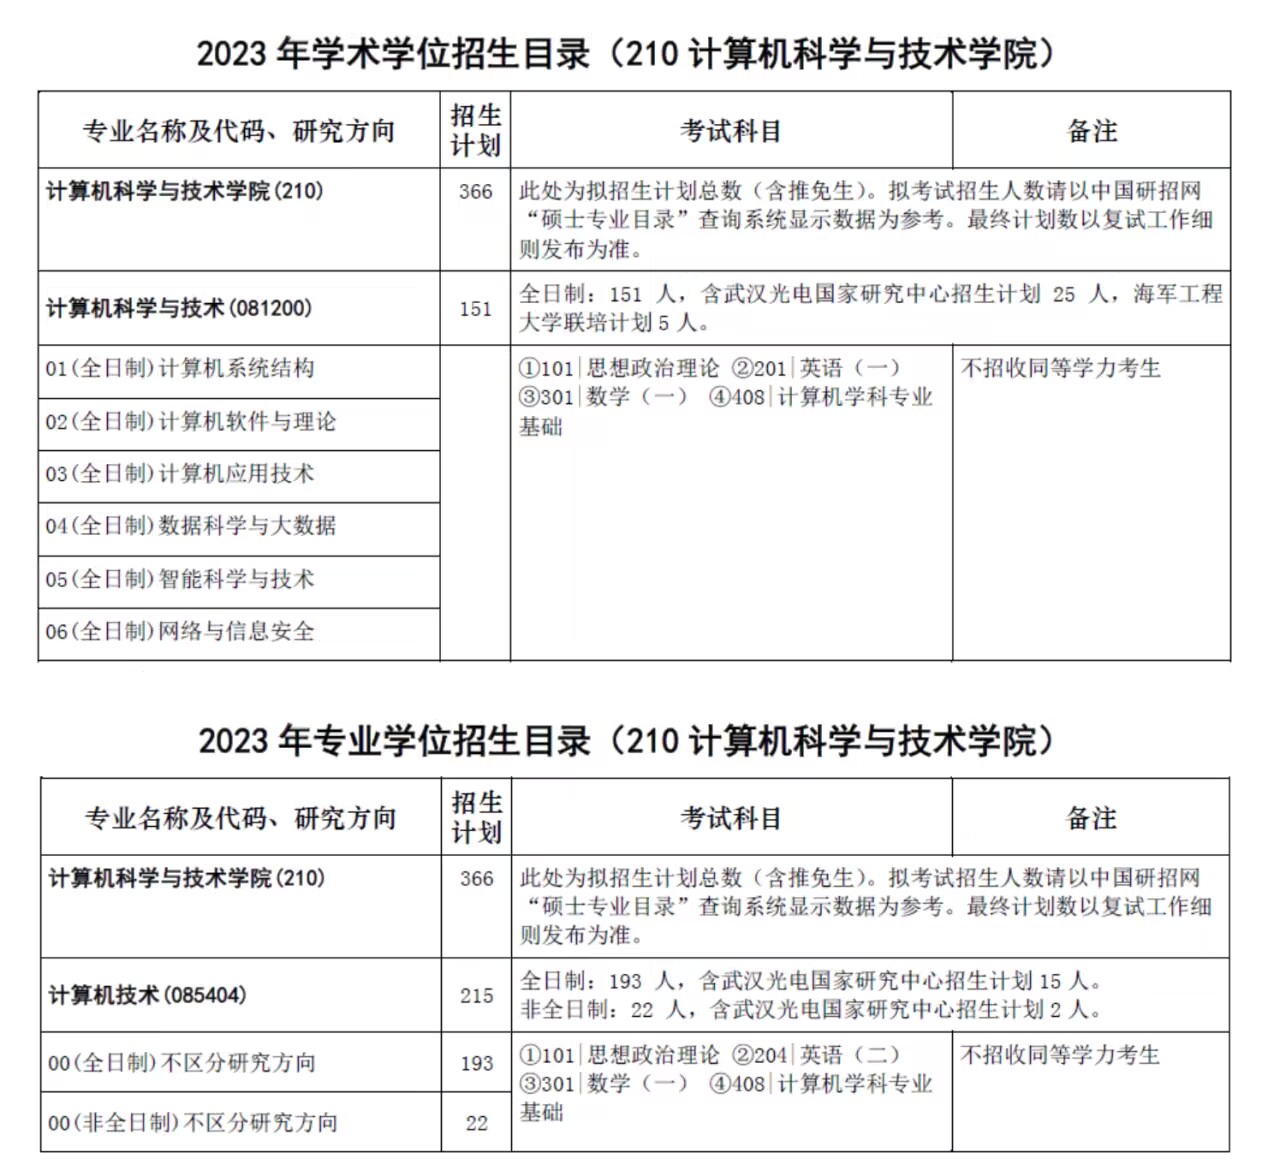 2023 年学术学位招生目录（210 计算机科学与技术学院）
专业名称及代码、研究方向
招生
计划
考试科目
备注
计算机科学与技术学院(210)
366
此处为拟招生计划总数（含推免生）。拟考试招生人数请以中国研招网
“硕士专业目录”查询系统显示数据为参考。最终计划数以复试工作细
则发布为准。
计算机科学与技术(081200)
151
全日制：151 人，含武汉光电国家研究中心招生计划 25 人，海军工程
大学联培计划 5 人。
01(全日制)计算机系统结构
①101|思想政治理论 ②201|英语（一）
③301|数学（一） ④408|计算机学科专业
基础
不招收同等学力考生
02(全日制)计算机软件与理论
03(全日制)计算机应用技术
04(全日制)数据科学与大数据
05(全日制)智能科学与技术
06(全日制)网络与信息安全
2023 年专业学位招生目录（210 计算机科学与技术学院）
专业名称及代码、研究方向
招生
计划
考试科目
备注
计算机科学与技术学院(210)
366
此处为拟招生计划总数（含推免生）。拟考试招生人数请以中国研招网
“硕士专业目录”查询系统显示数据为参考。最终计划数以复试工作细
则发布为准。
计算机技术(085404)
215
全日制：193 人，含武汉光电国家研究中心招生计划 15 人。
非全日制：22 人，含武汉光电国家研究中心招生计划 2 人。
00(全日制)不区分研究方向
193
①101|思想政治理论 ②204|英语（二）
③301|数学（一） ④408|计算机学科专业
基础
不招收同等学力考生
00(非全日制)不区分研究方向
22